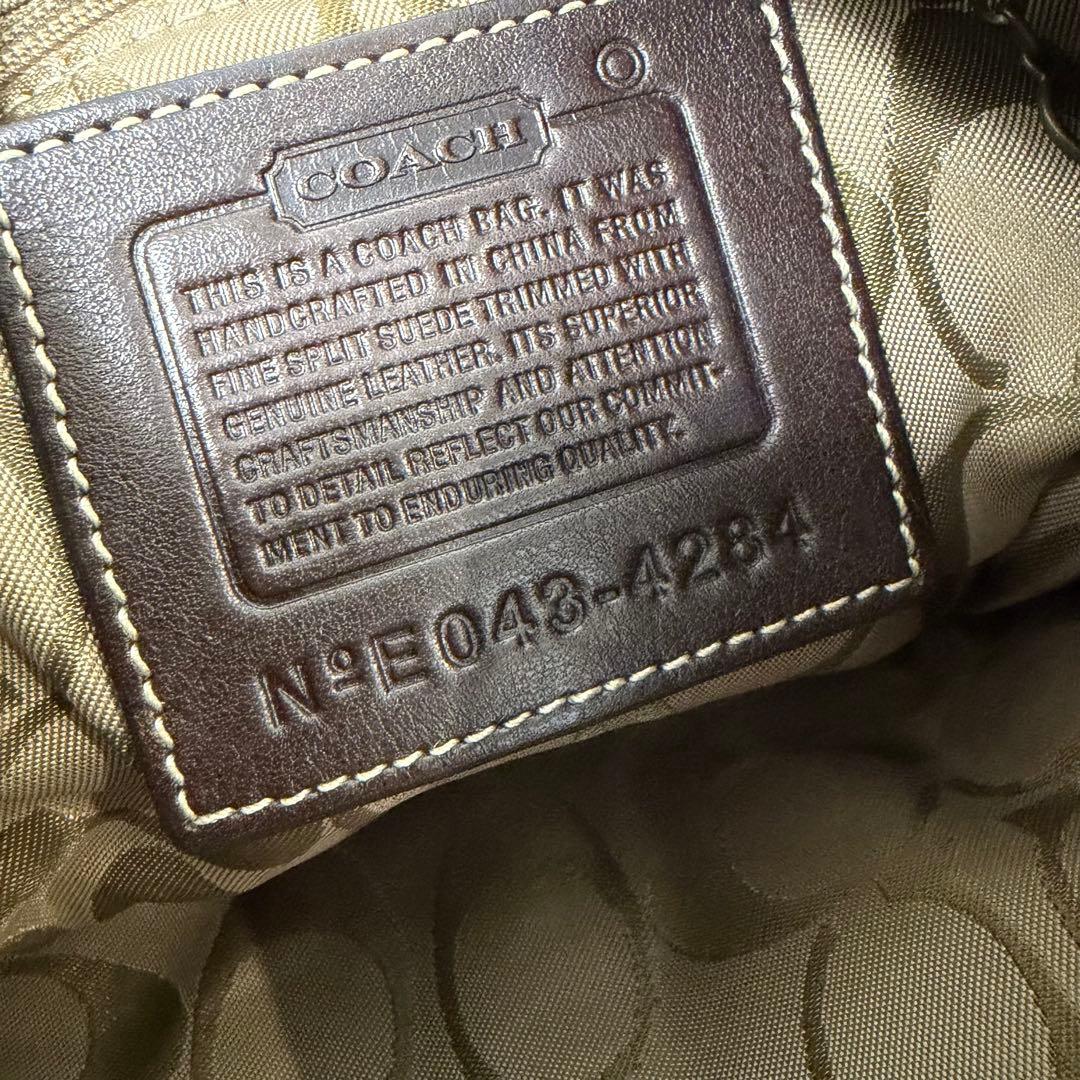 COACH
THIS IS A COACH BAG. IT WAS
HANDCRAFTED IN CHINA FROM
FINE SPLIT SUEDE TRIMMED WITH
GENUINE LEATHER. ITS SUPERIOR
CRAFTSMANSHIP AND ATTENTION
TO DETAIL REFLECT OUR COMMIT-
MENT TO ENDURING QUALITY.
NºE043-4284